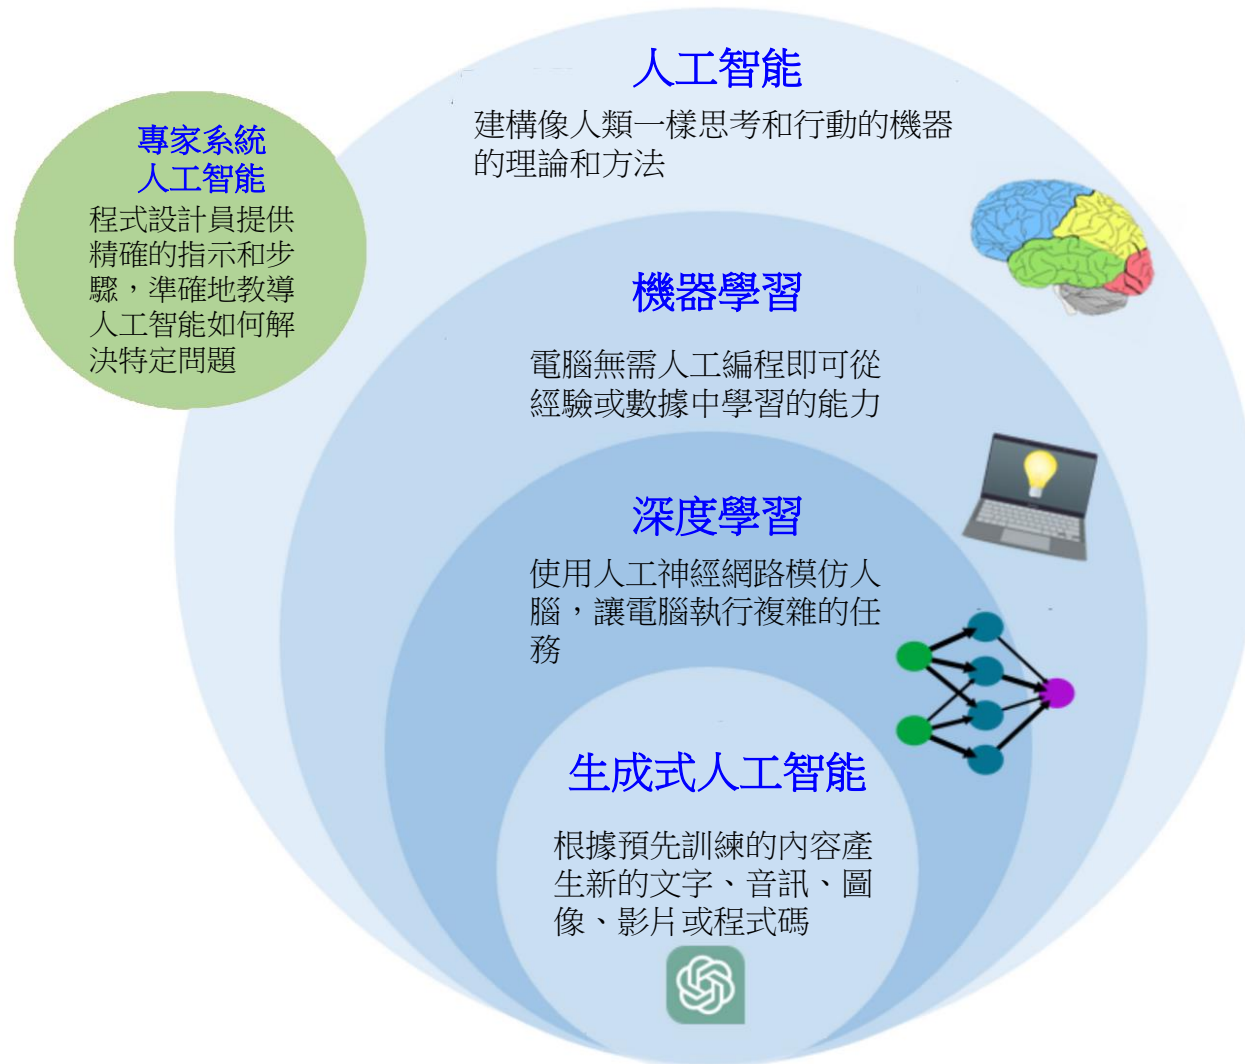 人工智能
建構像人類一樣思考和行動的機器
的理論和方法
專家系統
人工智能
程式設計員提供
精確的指示和步
驟，準確地教導
人工智能如何解
決特定問題
機器學習
電腦無需人工編程即可從
經驗或數據中學習的能力
深度學習
使用人工神經網路模仿人
腦，讓電腦執行複雜的任
務
生成式人工智能
根據預先訓練的內容產
生新的文字、音訊、圖
像、影片或程式碼